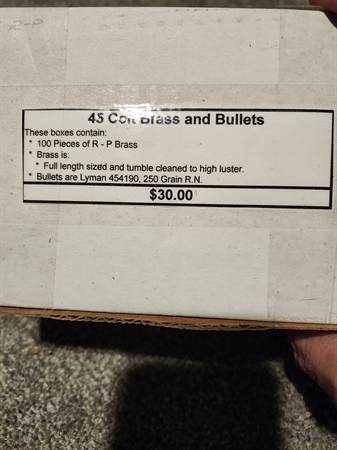 R-P
45 Colt Brass and Bullets
These boxes contain:
* 100 Pieces of R - P Brass
* Brass is:
* Full length sized and tumble cleaned to high luster.
* Bullets are Lyman 454190, 250 Grain R.N.
$30.00